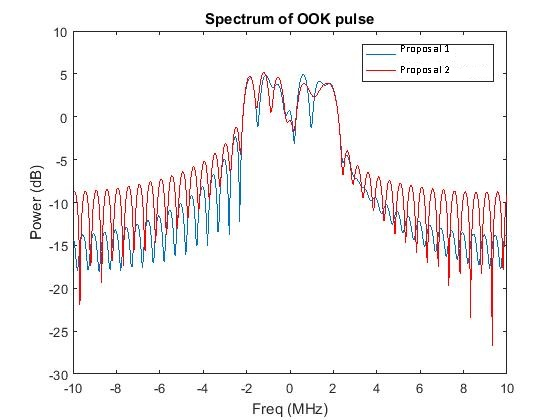 Spectrum of OOK pulse
Proposal 1
Proposal 2
10
5
0
-5
-10
-15
-20
-25
-30
Power (dB)
-10 -8 -6 -4 -2 0 2 4 6 8 10
Freq (MHz)